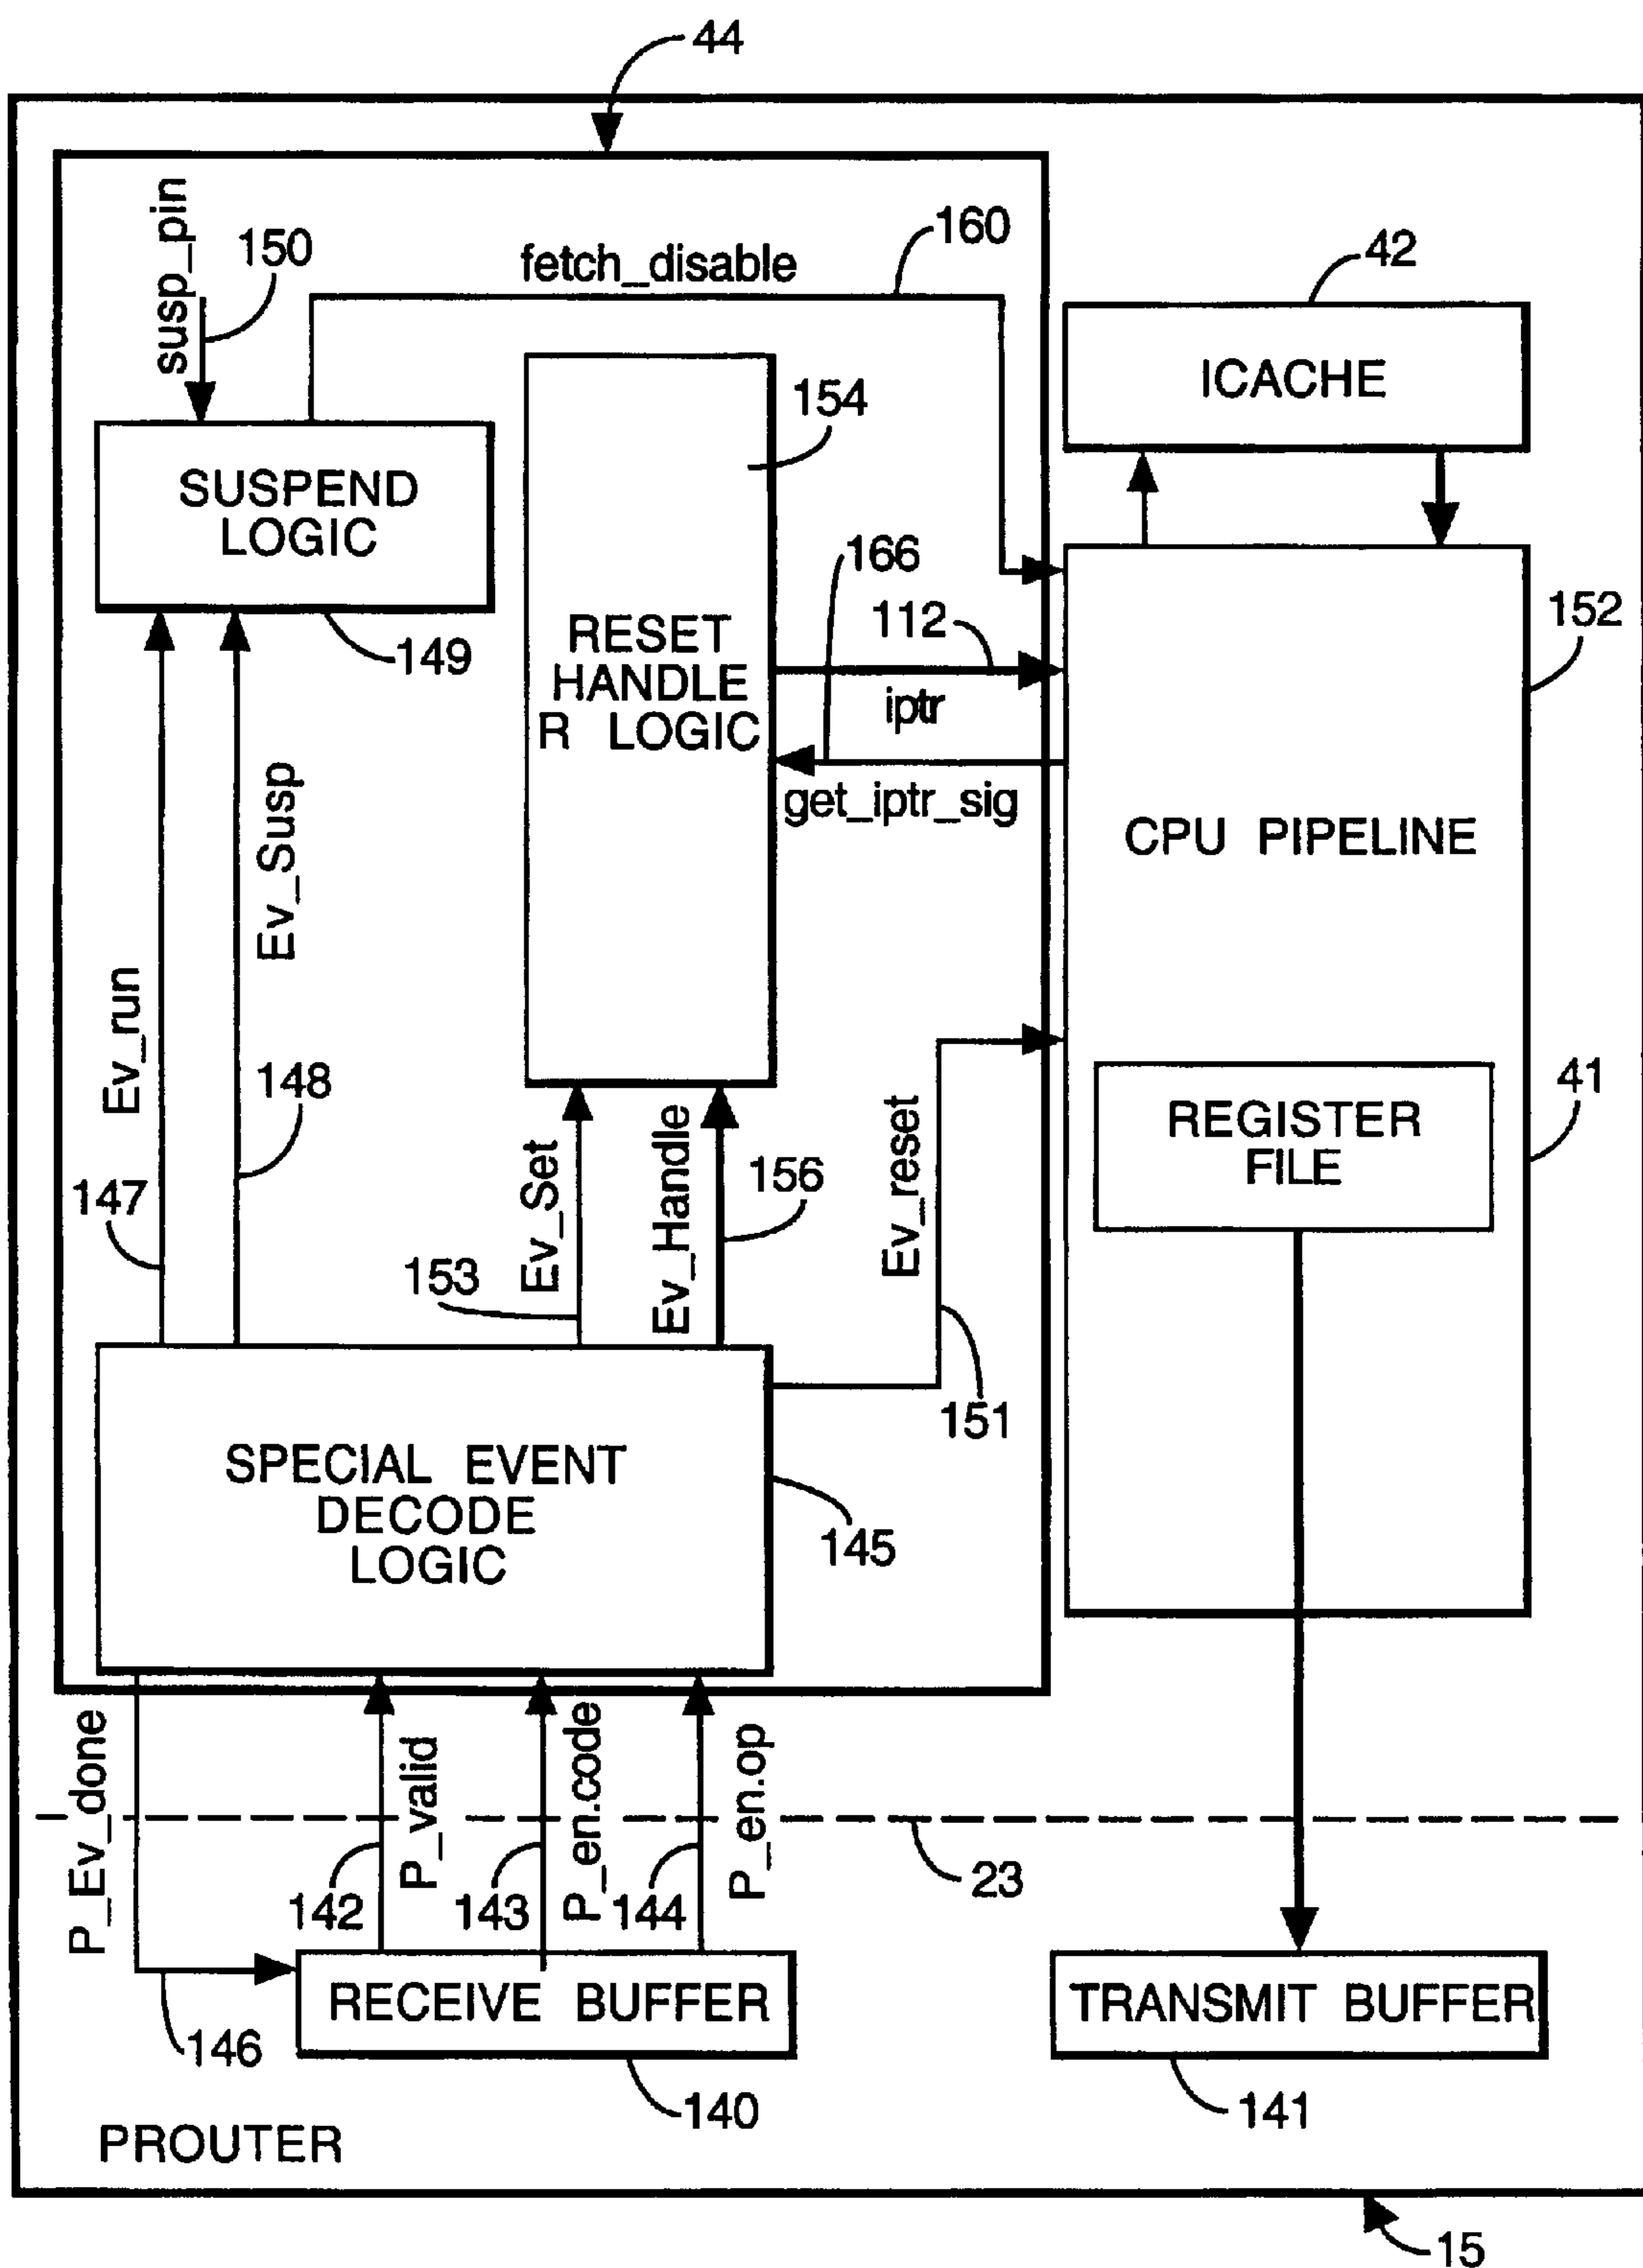 44
susp_pin
150
fetch_disable
160
42
ICACHE
154
SUSPEND
LOGIC
149
RESET
HANDLE
R LOGIC
166
112
iptr
get_iptr_sig
152
CPU PIPELINE
Ev_run
Ev_Susp
148
147
153
Ev_Set
Ev_Handle
156
Ev_reset
151
41
REGISTER
FILE
SPECIAL EVENT
DECODE
LOGIC
145
P_Ev_done
142
P_valid
143
P_en.code
144
P_en.op
23
146
RECEIVE BUFFER
140
TRANSMIT BUFFER
141
PROUTER
15